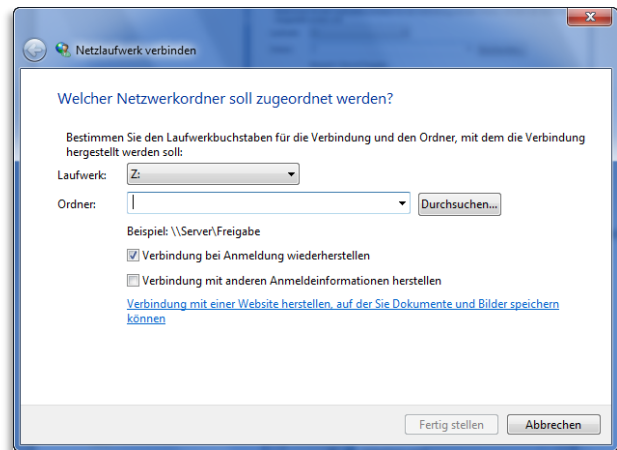 Netzlaufwerk verbinden
Welcher Netzwerkordner soll zugeordnet werden?
Bestimmen Sie den Laufwerkbuchstaben für die Verbindung und den Ordner, mit dem die Verbindung
hergestellt werden soll:
Laufwerk: Z:
Ordner: Durchsuchen...
Beispiel: \\Server\Freigabe
Verbindung bei Anmeldung wiederherstellen
Verbindung mit anderen Anmeldeinformationen herstellen
Verbindung mit einer Website herstellen, auf der Sie Dokumente und Bilder speichern
können
Fertig stellen Abbrechen